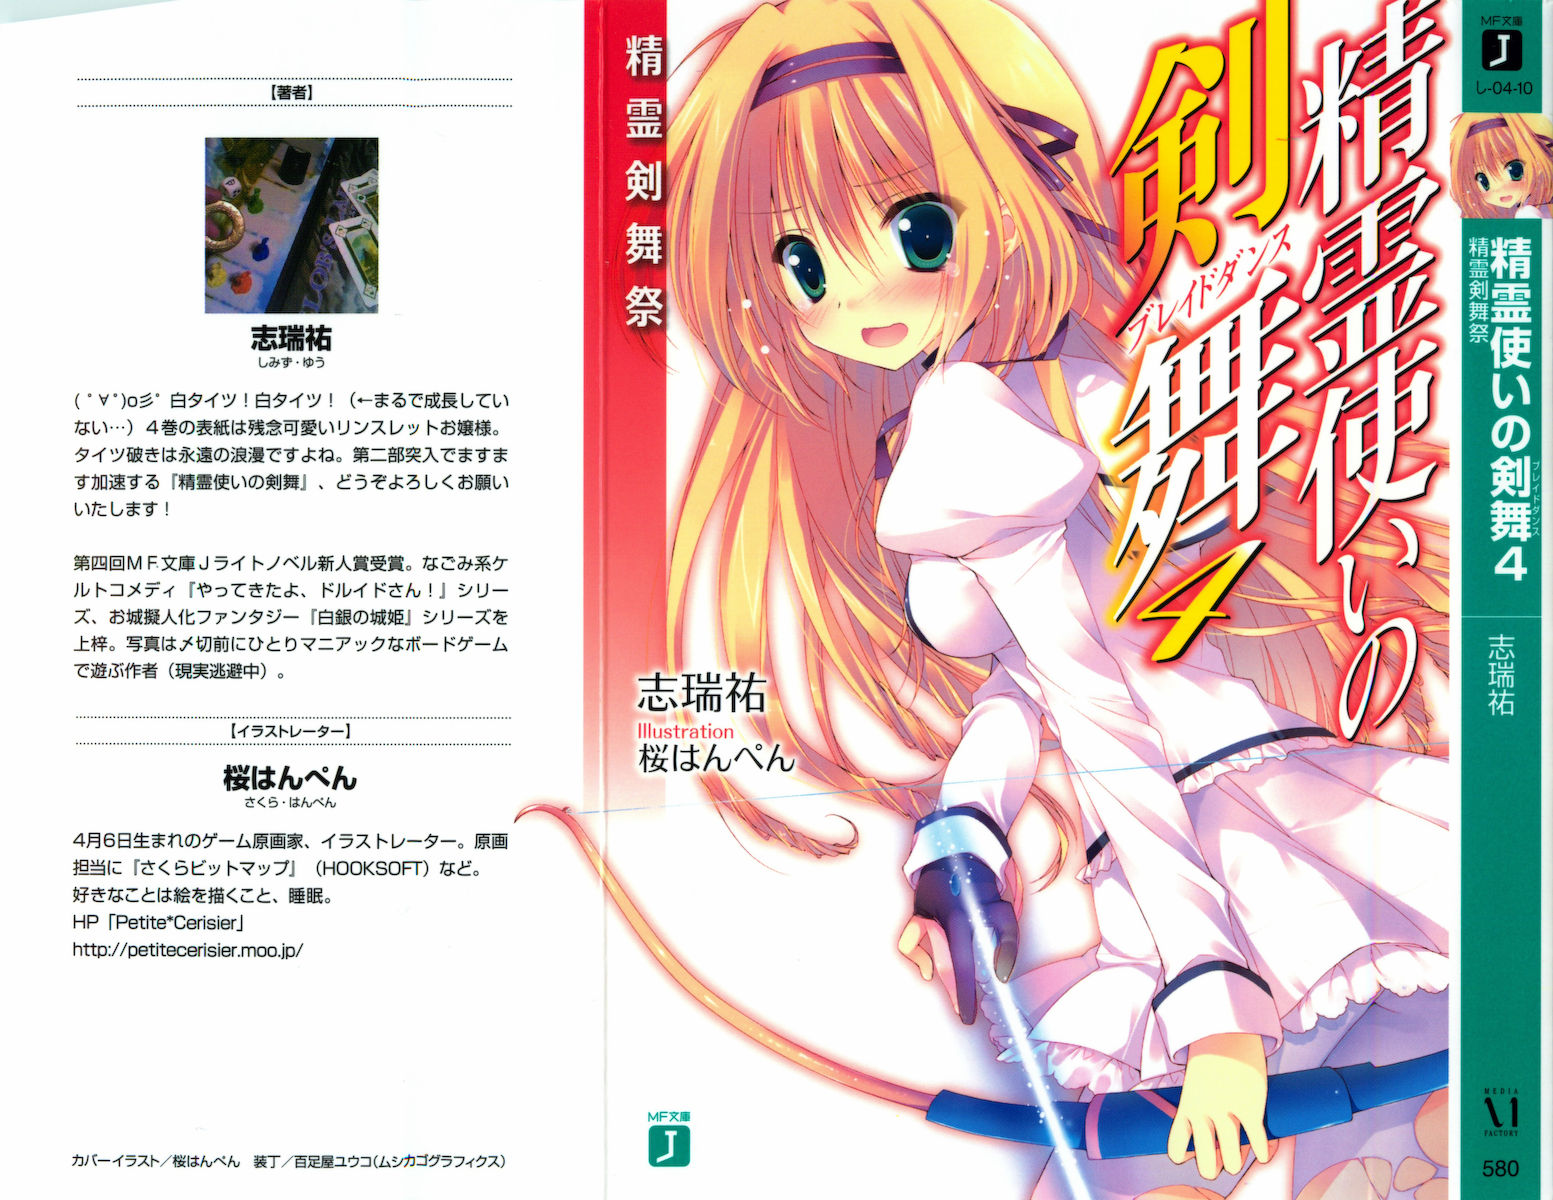 【著者】
志瑞祐
しみず・ゆう
( ﾟ∀ﾟ)o彡ﾟ 白タイツ！白タイツ！（←まるで成長してい
ない…）４巻の表紙は残念可愛いリンスレットお嬢様。
タイツ破きは永遠の浪漫ですよね。第二部突入でますま
す加速する『精霊使いの剣舞』、どうぞよろしくお願い
いたします！
第四回ＭＦ文庫Ｊライトノベル新人賞受賞。なごみ系ケ
ルトコメディ『やってきたよ、ドルイドさん！』シリー
ズ、お城擬人化ファンタジー『白銀の城姫』シリーズを
上梓。写真は〆切前にひとりマニアックなボードゲーム
で遊ぶ作者（現実逃避中）。
【イラストレーター】
桜はんぺん
さくら・はんぺん
4月6日生まれのゲーム原画家、イラストレーター。原画
担当に『さくらビットマップ』（HOOKSOFT）など。
好きなことは絵を描くこと、睡眠。
HP「Petite*Cerisier」
http://petitecerisier.moo.jp/
カバーイラスト／桜はんぺん　装丁／百足屋ユウコ（ムシカゴグラフィクス）
精霊剣舞祭
精霊使いの
剣舞4
ブレイドダンス
志瑞祐
Illustration
桜はんぺん
MF文庫
J
MF文庫
J
し-04-10
精霊使いの剣舞4
ブレイドダンス
精霊剣舞祭
志瑞祐
MEDIA
FACTORY
580